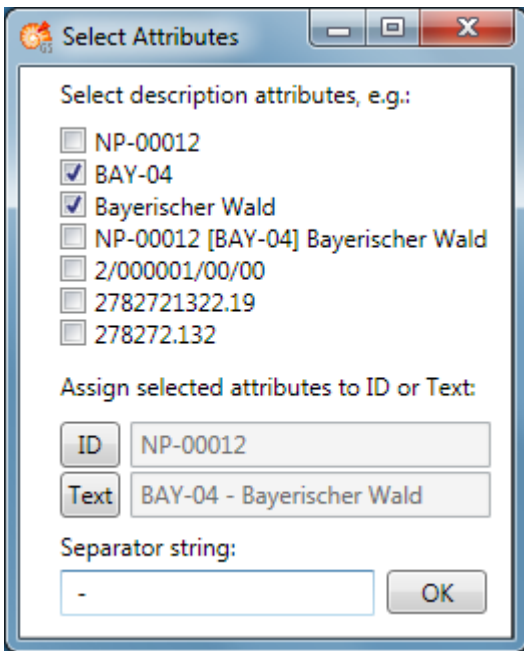 Select Attributes
Select description attributes, e.g.:
NP-00012
BAY-04
Bayerischer Wald
NP-00012 [BAY-04] Bayerischer Wald
2/000001/00/00
2782721322.19
278272.132
Assign selected attributes to ID or Text:
ID NP-00012
Text BAY-04 - Bayerischer Wald
Separator string:
- OK